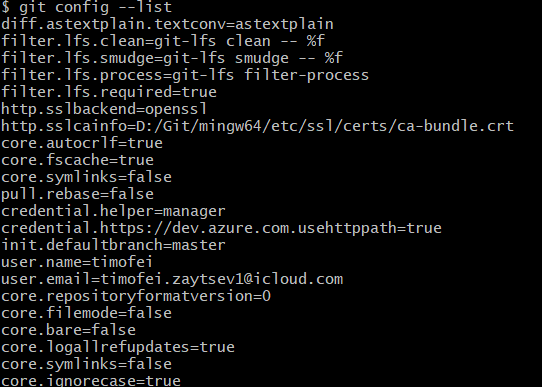 $ git config --list
diff.astextplain.textconv=astextplain
filter.lfs.clean=git-lfs clean -- %f
filter.lfs.smudge=git-lfs smudge -- %f
filter.lfs.process=git-lfs filter-process
filter.lfs.required=true
http.sslbackend=openssl
http.sslcainfo=D:/Git/mingw64/etc/ssl/certs/ca-bundle.crt
core.autocrlf=true
core.fscache=true
core.symlinks=false
pull.rebase=false
credential.helper=manager
credential.https://dev.azure.com.usehttppath=true
init.defaultbranch=master
user.name=timofei
user.email=timofei.zaytsev1@icloud.com
core.repositoryformatversion=0
core.filemode=false
core.bare=false
core.logallrefupdates=true
core.symlinks=false
core.ignorecase=true